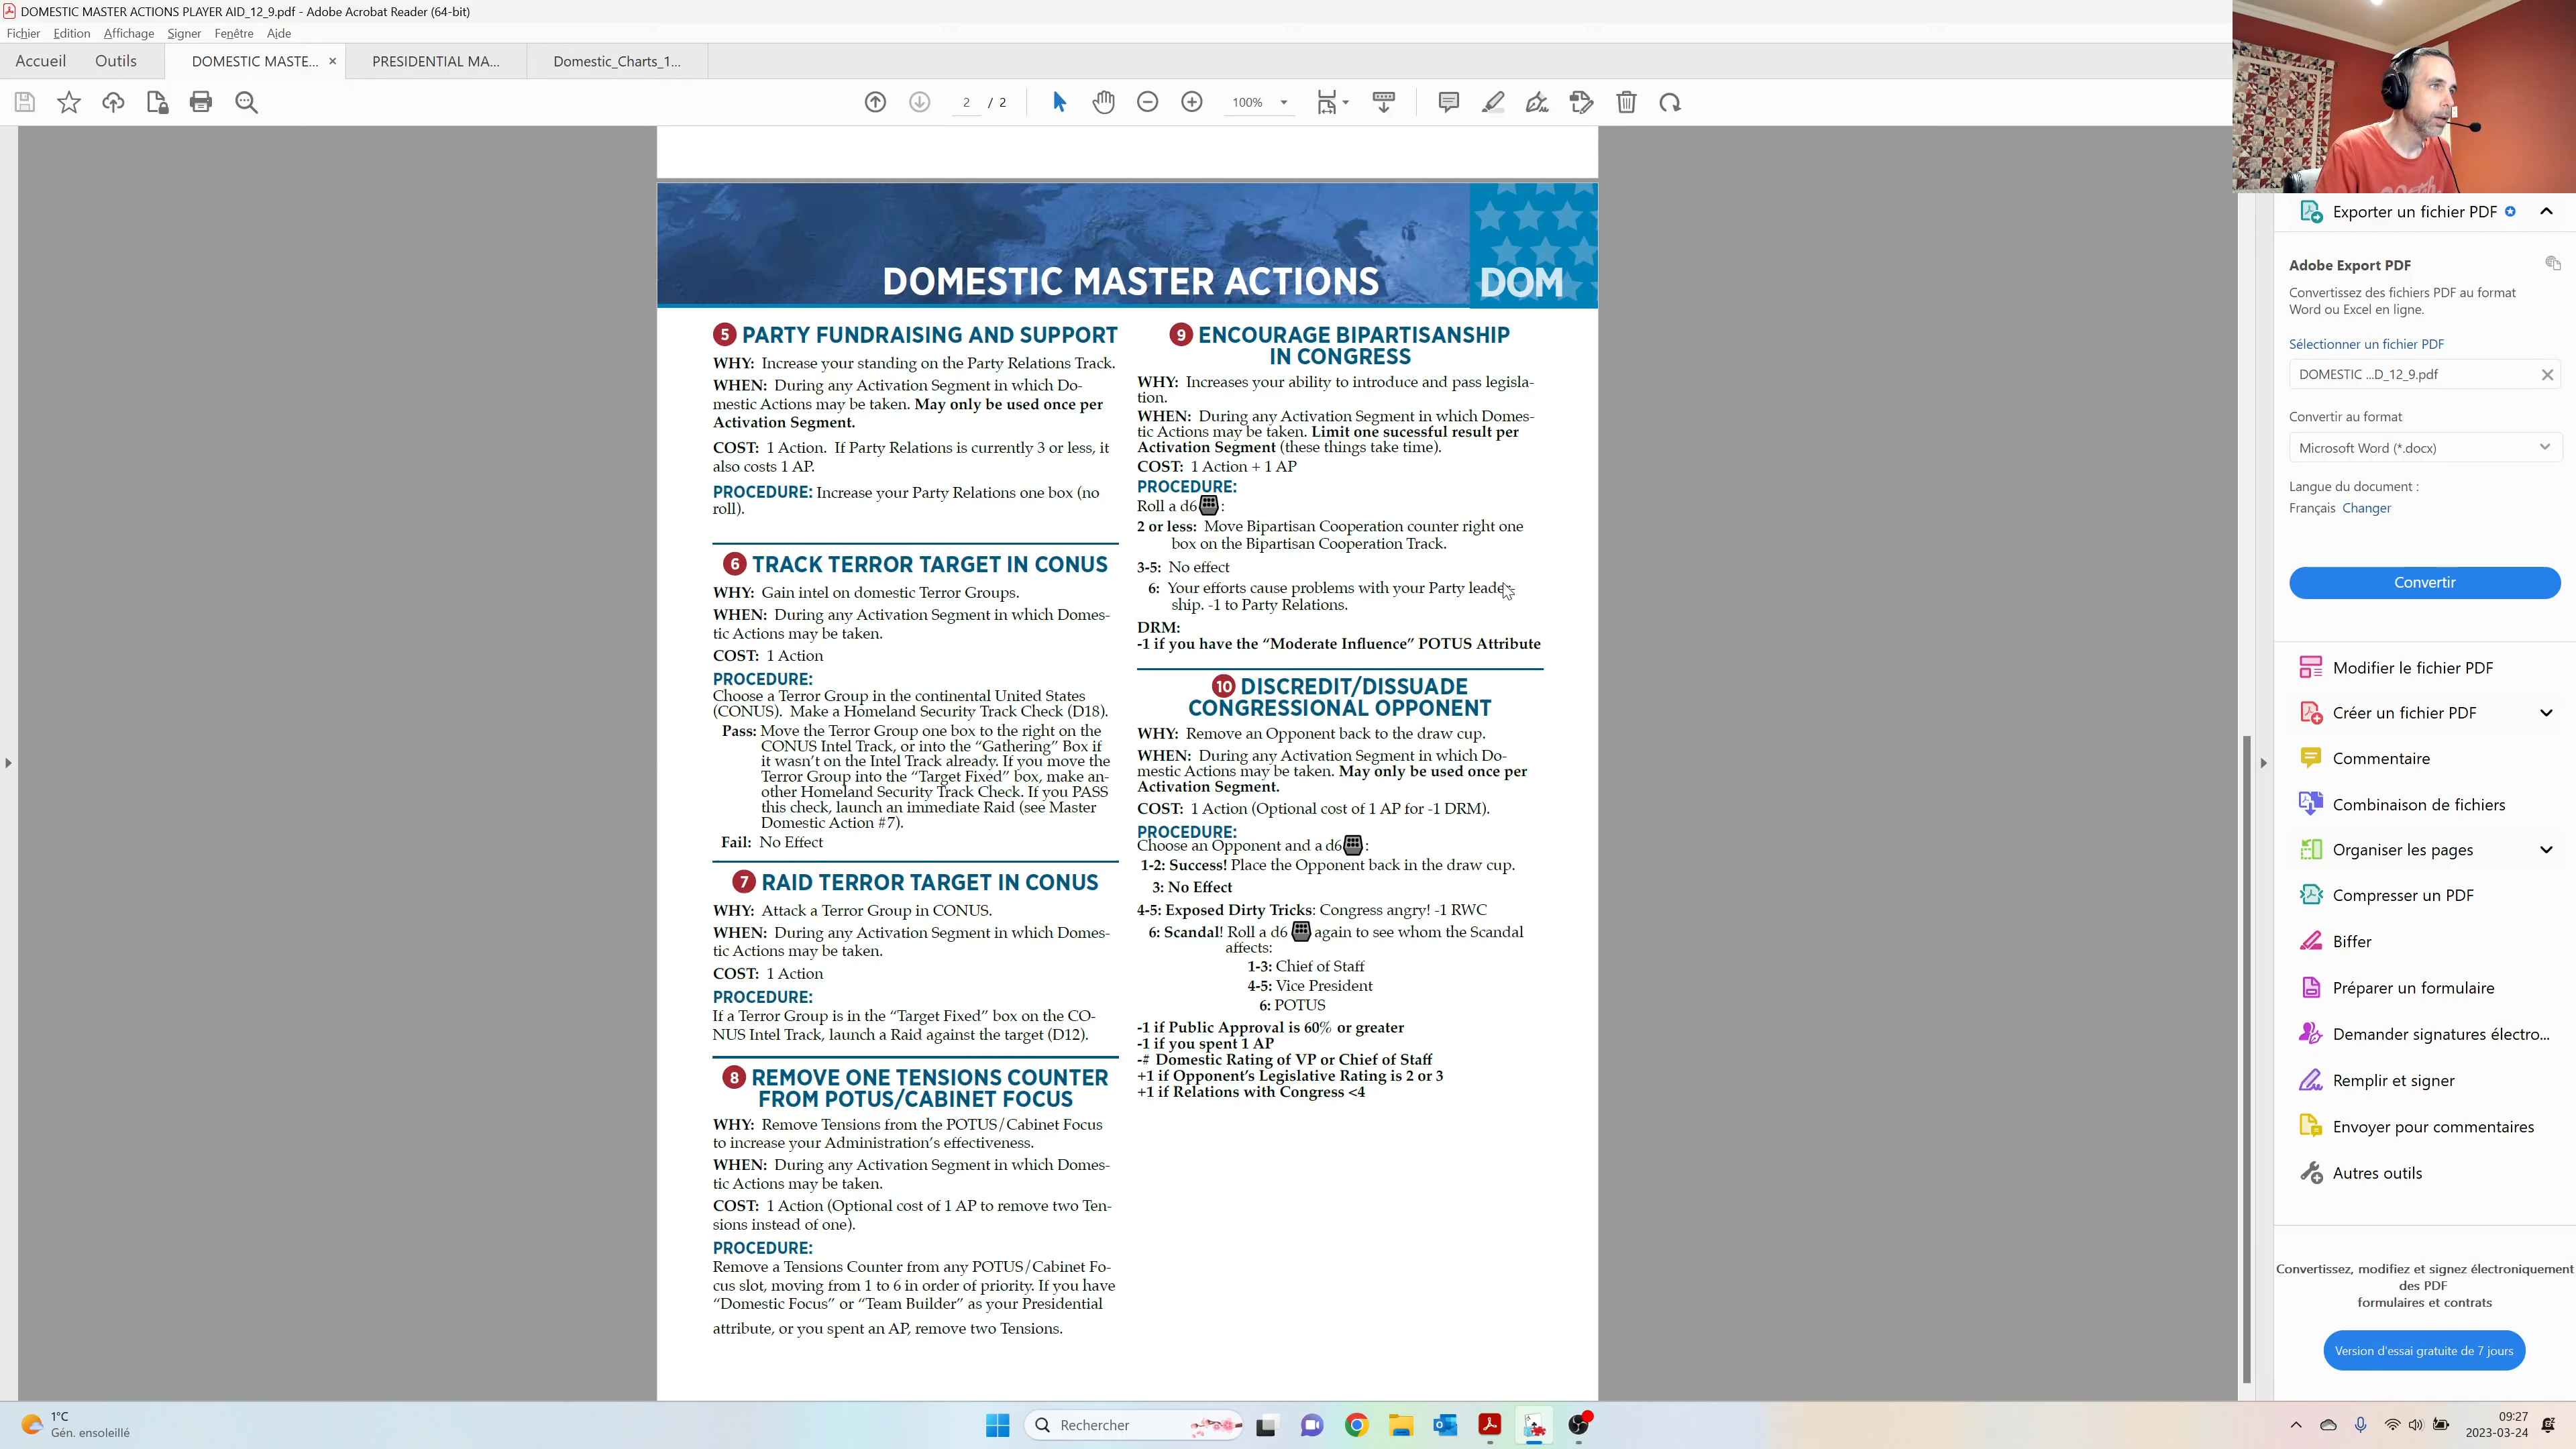 DOMESTIC MASTER ACTIONS PLAYER AID_12_9.pdf - Adobe Acrobat Reader (64-bit)
Fichier Edition Affichage Signer Fenêtre Aide
Accueil Outils DOMESTIC MASTE... × PRESIDENTIAL MA... Domestic_Charts_1...
2 / 2 100%
DOMESTIC MASTER ACTIONS DOM
5 PARTY FUNDRAISING AND SUPPORT
WHY: Increase your standing on the Party Relations Track.
WHEN: During any Activation Segment in which Do-
mestic Actions may be taken. May only be used once per
Activation Segment.
COST: 1 Action. If Party Relations is currently 3 or less, it
also costs 1 AP.
PROCEDURE: Increase your Party Relations one box (no
roll).
6 TRACK TERROR TARGET IN CONUS
WHY: Gain intel on domestic Terror Groups.
WHEN: During any Activation Segment in which Domes-
tic Actions may be taken.
COST: 1 Action
PROCEDURE:
Choose a Terror Group in the continental United States
(CONUS). Make a Homeland Security Track Check (D18).
Pass: Move the Terror Group one box to the right on the
CONUS Intel Track, or into the “Gathering” Box if
it wasn’t on the Intel Track already. If you move the
Terror Group into the “Target Fixed” box, make an-
other Homeland Security Track Check. If you PASS
this check, launch an immediate Raid (see Master
Domestic Action #7).
Fail: No Effect
7 RAID TERROR TARGET IN CONUS
WHY: Attack a Terror Group in CONUS.
WHEN: During any Activation Segment in which Domes-
tic Actions may be taken.
COST: 1 Action
PROCEDURE:
If a Terror Group is in the “Target Fixed” box on the CO-
NUS Intel Track, launch a Raid against the target (D12).
8 REMOVE ONE TENSIONS COUNTER
FROM POTUS/CABINET FOCUS
WHY: Remove Tensions from the POTUS/Cabinet Focus
to increase your Administration’s effectiveness.
WHEN: During any Activation Segment in which Domes-
tic Actions may be taken.
COST: 1 Action (Optional cost of 1 AP to remove two Ten-
sions instead of one).
PROCEDURE:
Remove a Tensions Counter from any POTUS/Cabinet Fo-
cus slot, moving from 1 to 6 in order of priority. If you have
“Domestic Focus” or “Team Builder” as your Presidential
attribute, or you spent an AP, remove two Tensions.
9 ENCOURAGE BIPARTISANSHIP
IN CONGRESS
WHY: Increases your ability to introduce and pass legisla-
tion.
WHEN: During any Activation Segment in which Domes-
tic Actions may be taken. Limit one sucessful result per
Activation Segment (these things take time).
COST: 1 Action + 1 AP
PROCEDURE:
Roll a d6 :
2 or less: Move Bipartisan Cooperation counter right one
box on the Bipartisan Cooperation Track.
3-5: No effect
6: Your efforts cause problems with your Party leader-
ship. -1 to Party Relations.
DRM:
-1 if you have the “Moderate Influence” POTUS Attribute
10 DISCREDIT/DISSUADE
CONGRESSIONAL OPPONENT
WHY: Remove an Opponent back to the draw cup.
WHEN: During any Activation Segment in which Do-
mestic Actions may be taken. May only be used once per
Activation Segment.
COST: 1 Action (Optional cost of 1 AP for -1 DRM).
PROCEDURE:
Choose an Opponent and a d6 :
1-2: Success! Place the Opponent back in the draw cup.
3: No Effect
4-5: Exposed Dirty Tricks: Congress angry! -1 RWC
6: Scandal! Roll a d6 again to see whom the Scandal
affects:
1-3: Chief of Staff
4-5: Vice President
6: POTUS
-1 if Public Approval is 60% or greater
-1 if you spent 1 AP
-# Domestic Rating of VP or Chief of Staff
+1 if Opponent’s Legislative Rating is 2 or 3
+1 if Relations with Congress <4
Exporter un fichier PDF
Adobe Export PDF
Convertissez des fichiers PDF au format
Word ou Excel en ligne.
Sélectionner un fichier PDF
DOMESTIC ...D_12_9.pdf
Convertir au format
Microsoft Word (*.docx)
Langue du document :
Français Changer
Convertir
Modifier le fichier PDF
Créer un fichier PDF
Commentaire
Combinaison de fichiers
Organiser les pages
Compresser un PDF
Biffer
Préparer un formulaire
Demander signatures électro...
Remplir et signer
Envoyer pour commentaires
Autres outils
Convertissez, modifiez et signez électroniquement
des PDF
formulaires et contrats
Version d'essai gratuite de 7 jours
1°C
Gén. ensoleillé
Rechercher
09:27
2023-03-24